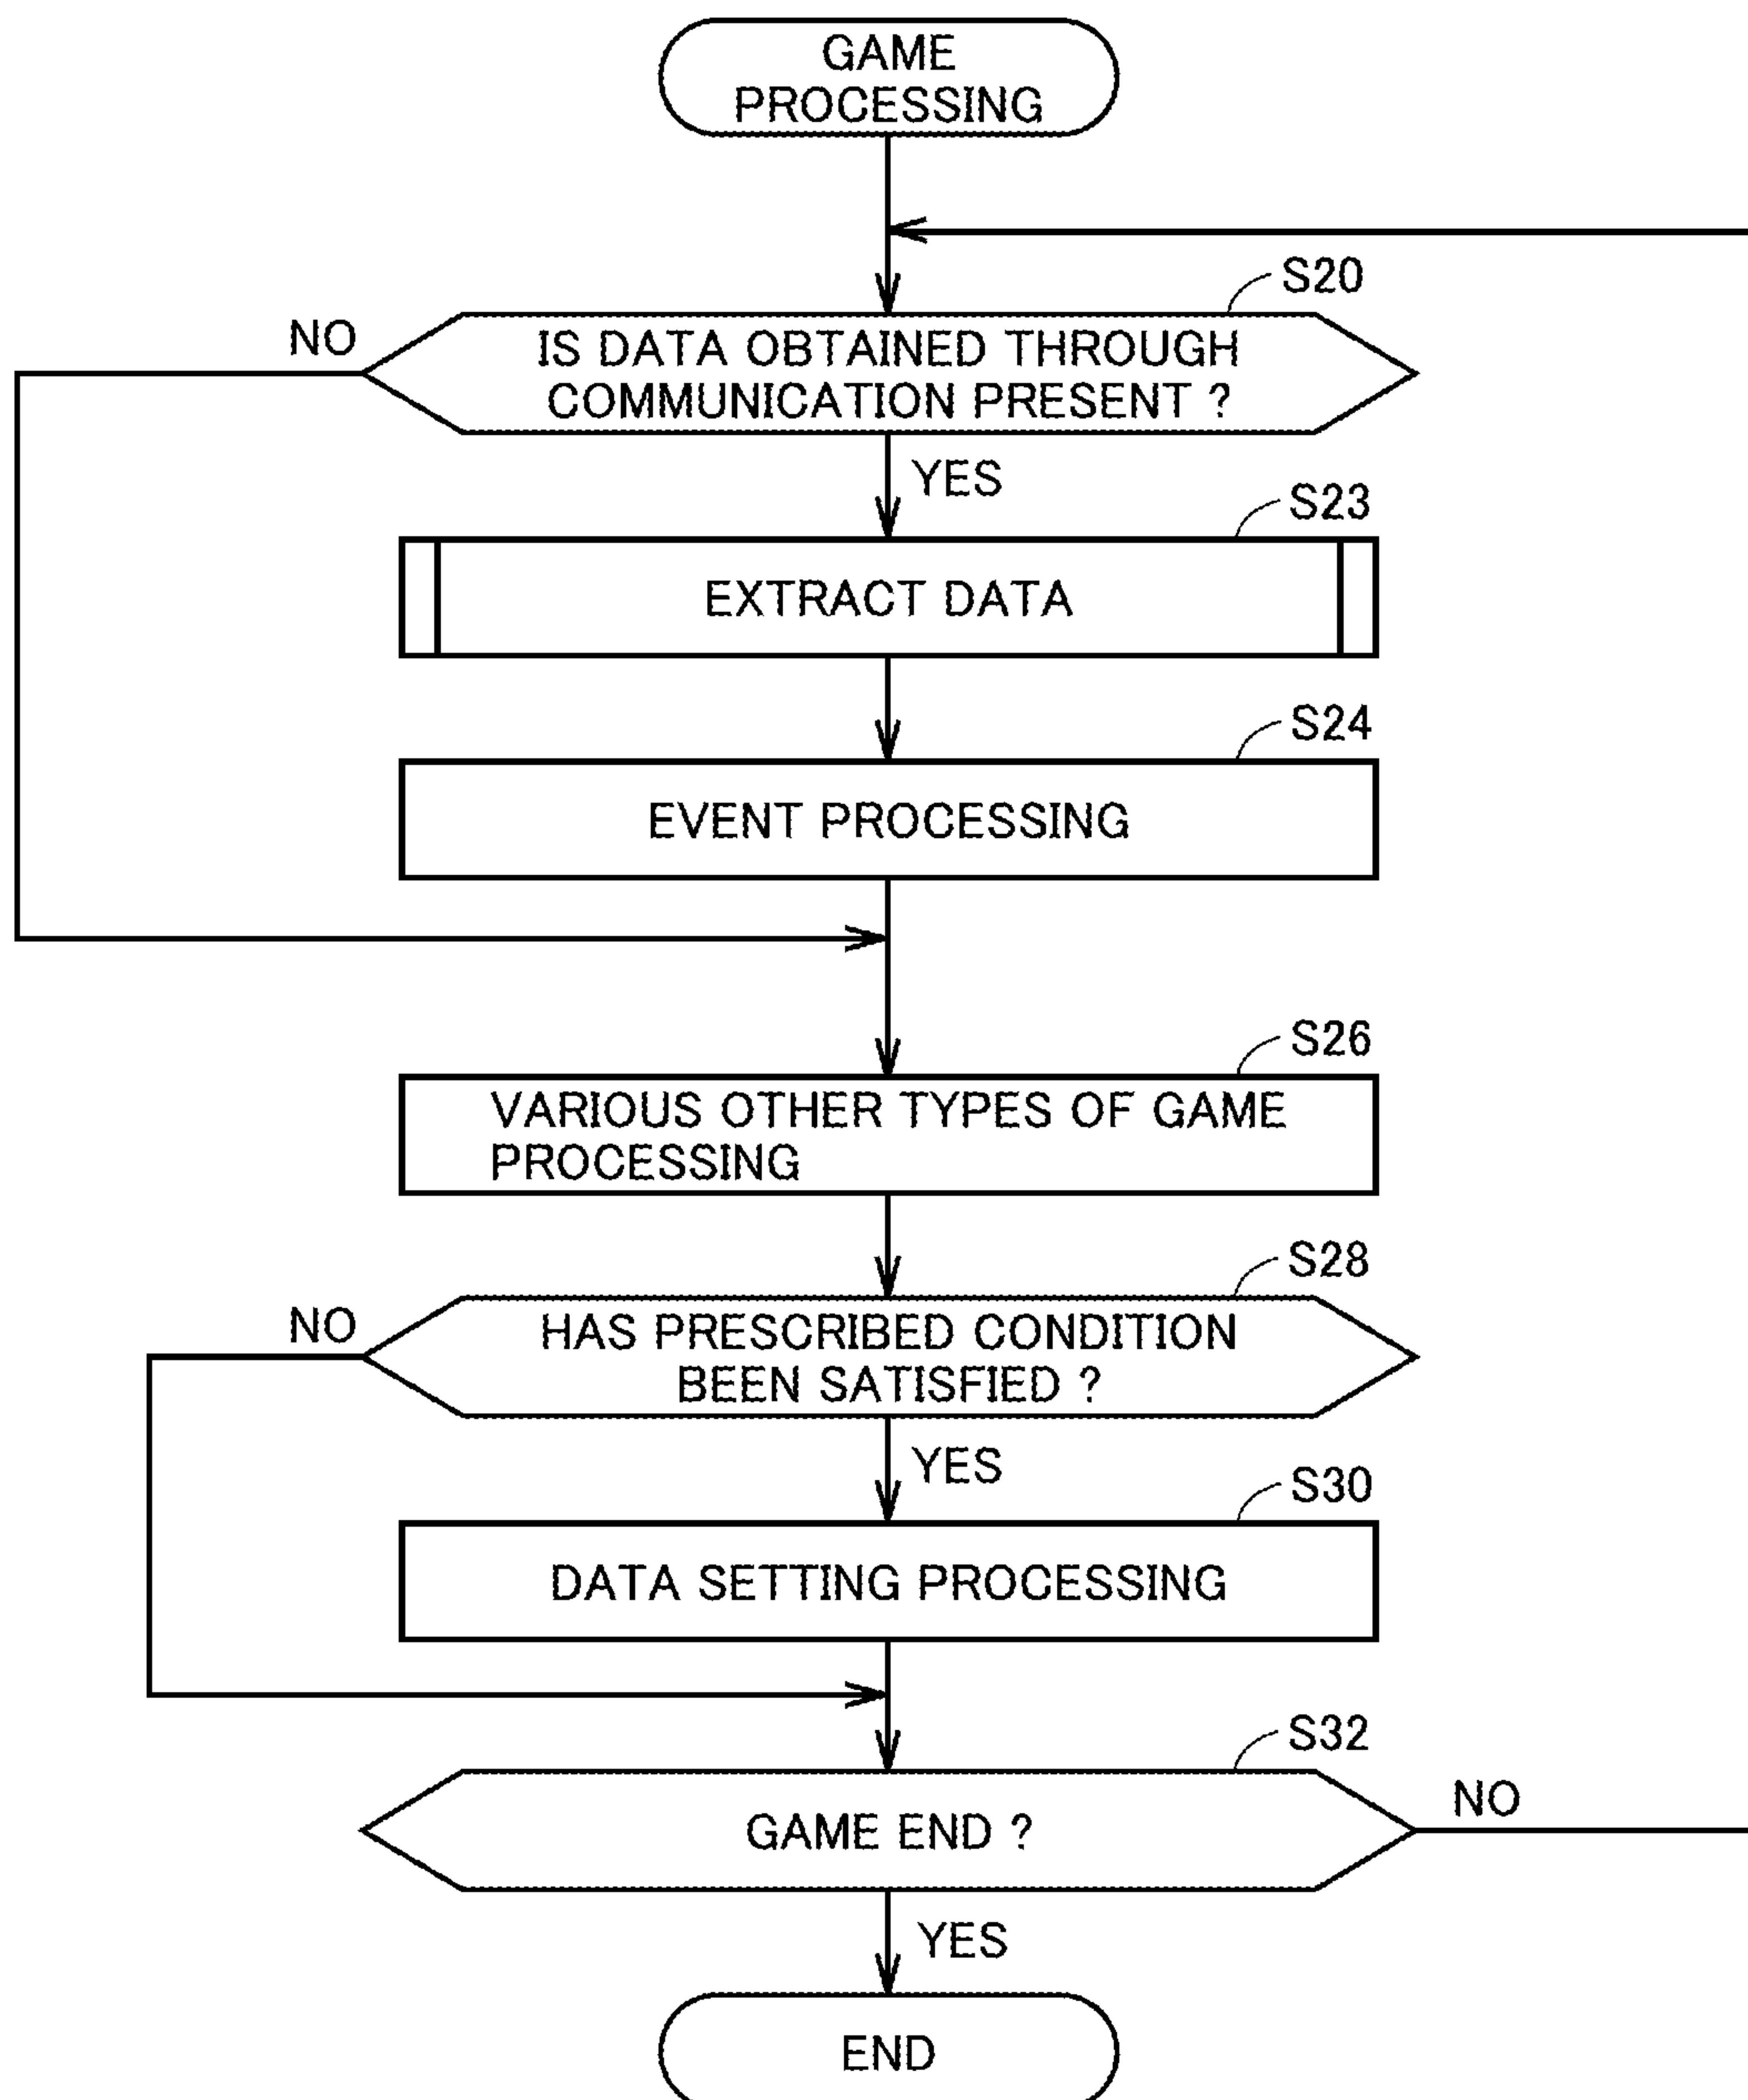 GAME
PROCESSING
S20
NO
IS DATA OBTAINED THROUGH
COMMUNICATION PRESENT ?
YES
S23
EXTRACT DATA
S24
EVENT PROCESSING
S26
VARIOUS OTHER TYPES OF GAME
PROCESSING
S28
NO
HAS PRESCRIBED CONDITION
BEEN SATISFIED ?
YES
S30
DATA SETTING PROCESSING
S32
GAME END ?
NO
YES
END